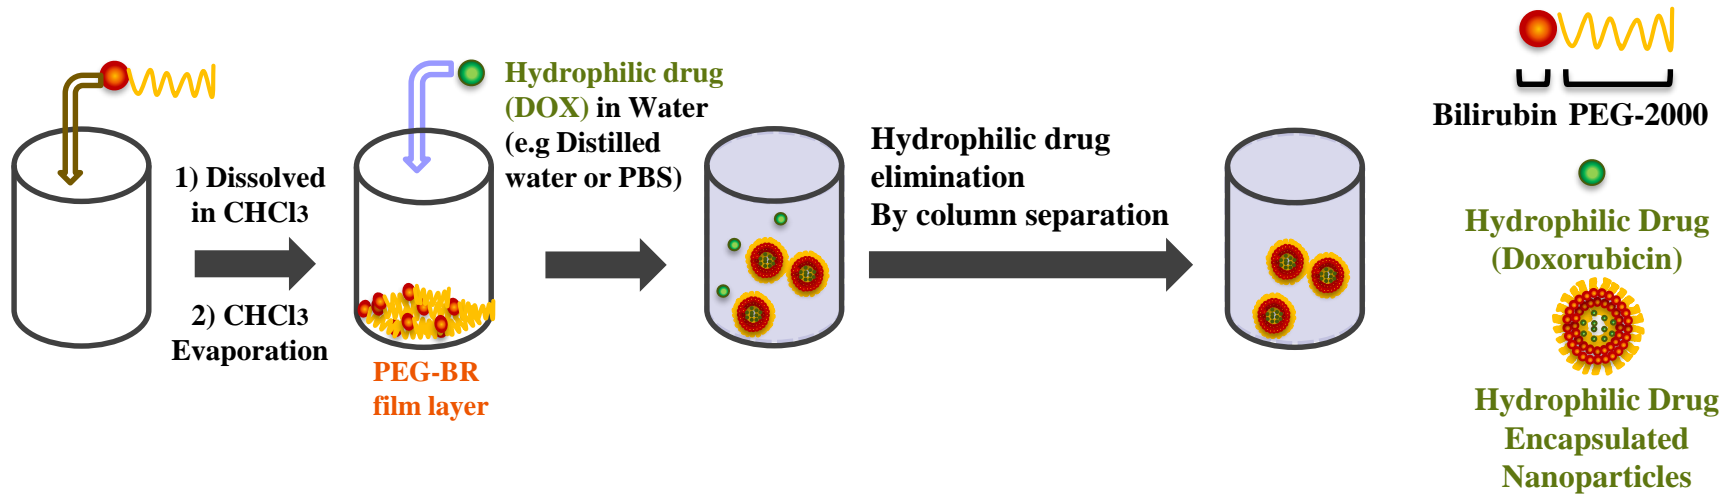 1) Dissolved
in CHCl3
2) CHCl3
Evaporation
PEG-BR
film layer
Hydrophilic drug
(DOX) in Water
(e.g Distilled
water or PBS)
Hydrophilic drug
elimination
By column separation
Bilirubin PEG-2000
Hydrophilic Drug
(Doxorubicin)
Hydrophilic Drug
Encapsulated
Nanoparticles